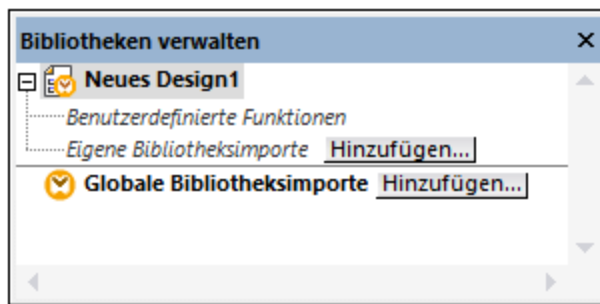 Bibliotheken verwalten
Neues Design1
Benutzerdefinierte Funktionen
Eigene Bibliotheksimporte Hinzufügen...
Globale Bibliotheksimporte Hinzufügen...